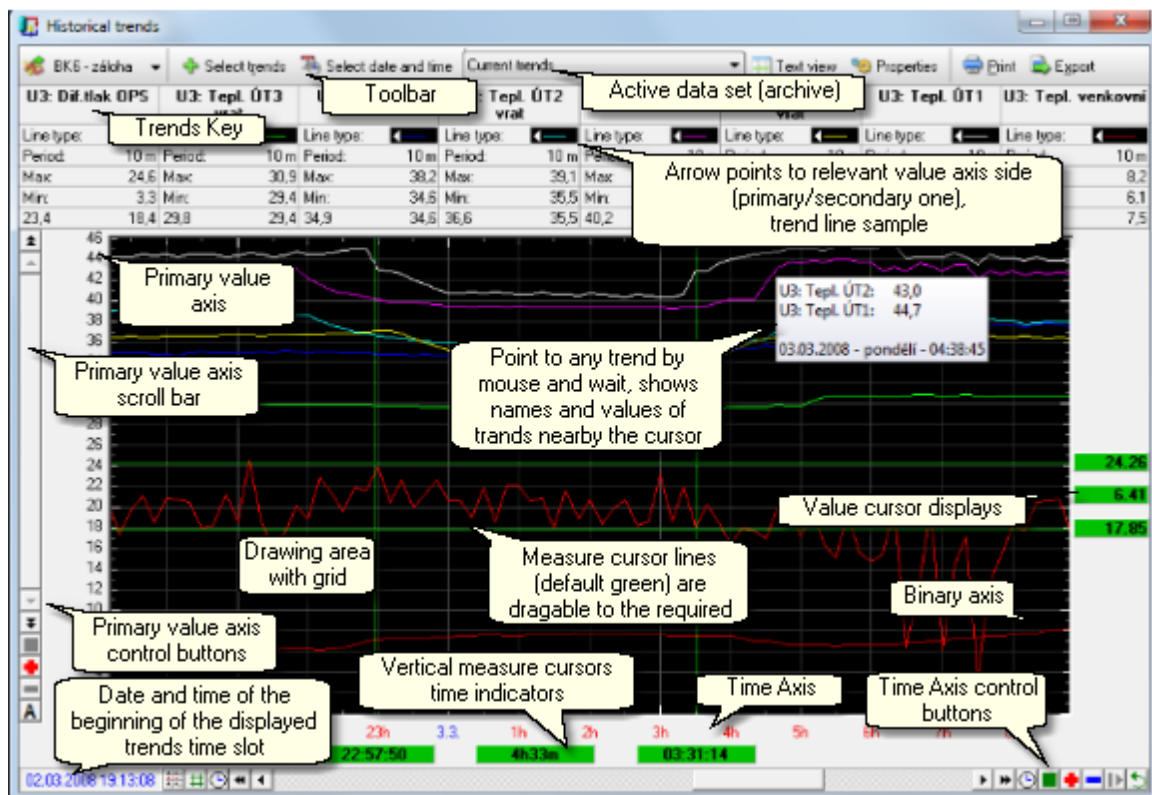 Historical trends
BK6 - záloha
Select trends
Select date and time
Current trends
Text view
Properties
Print
Export
Toolbar
Active data set (archive)
U3: Dif.tlak OPS
U3: Tepl. ÚT3
Tepl. ÚT2
vrat
U3: Tepl. ÚT1
U3: Tepl. venkovní
Trends Key
Line type: Line type: Line type: Line type: Line type: Line type:
Period: 10 m Period: 10 m Period: 10 m Period: 10 m 10 m
Max: 24,6 Max: 30,9 Max: 38,2 Max: 39,1 Max: 8,2
Min: 3,3 Min: 29,4 Min: 34,6 Min: 35,5 Min: 6,1
23,4 18,4 29,8 29,4 34,9 34,6 36,6 35,5 40,2 7,5
Arrow points to relevant value axis side
(primary/secondary one),
trend line sample
46
44
42
40
38
36
28
26
24
22
20
18
16
14
12
10
Primary value
axis
Primary value axis
scroll bar
U3: Tepl. ÚT2: 43,0
U3: Tepl. ÚT1: 44,7
03.03.2008 - pondělí - 04:38:45
Point to any trend by
mouse and wait, shows
names and values of
trands nearby the cursor
24.26
6.41
17.85
Value cursor displays
Drawing area
with grid
Measure cursor lines
(default green) are
dragable to the required
Binary axis
Primary value axis
control buttons
Vertical measure cursors
time indicators
Time Axis
Time Axis control
buttons
Date and time of the
beginning of the displayed
trends time slot
A
23h 3.3. 1h 2h 3h 4h 5h 6h 7h
22:57:50 4h33m 03:31:14
02.03.2008 19:13:08